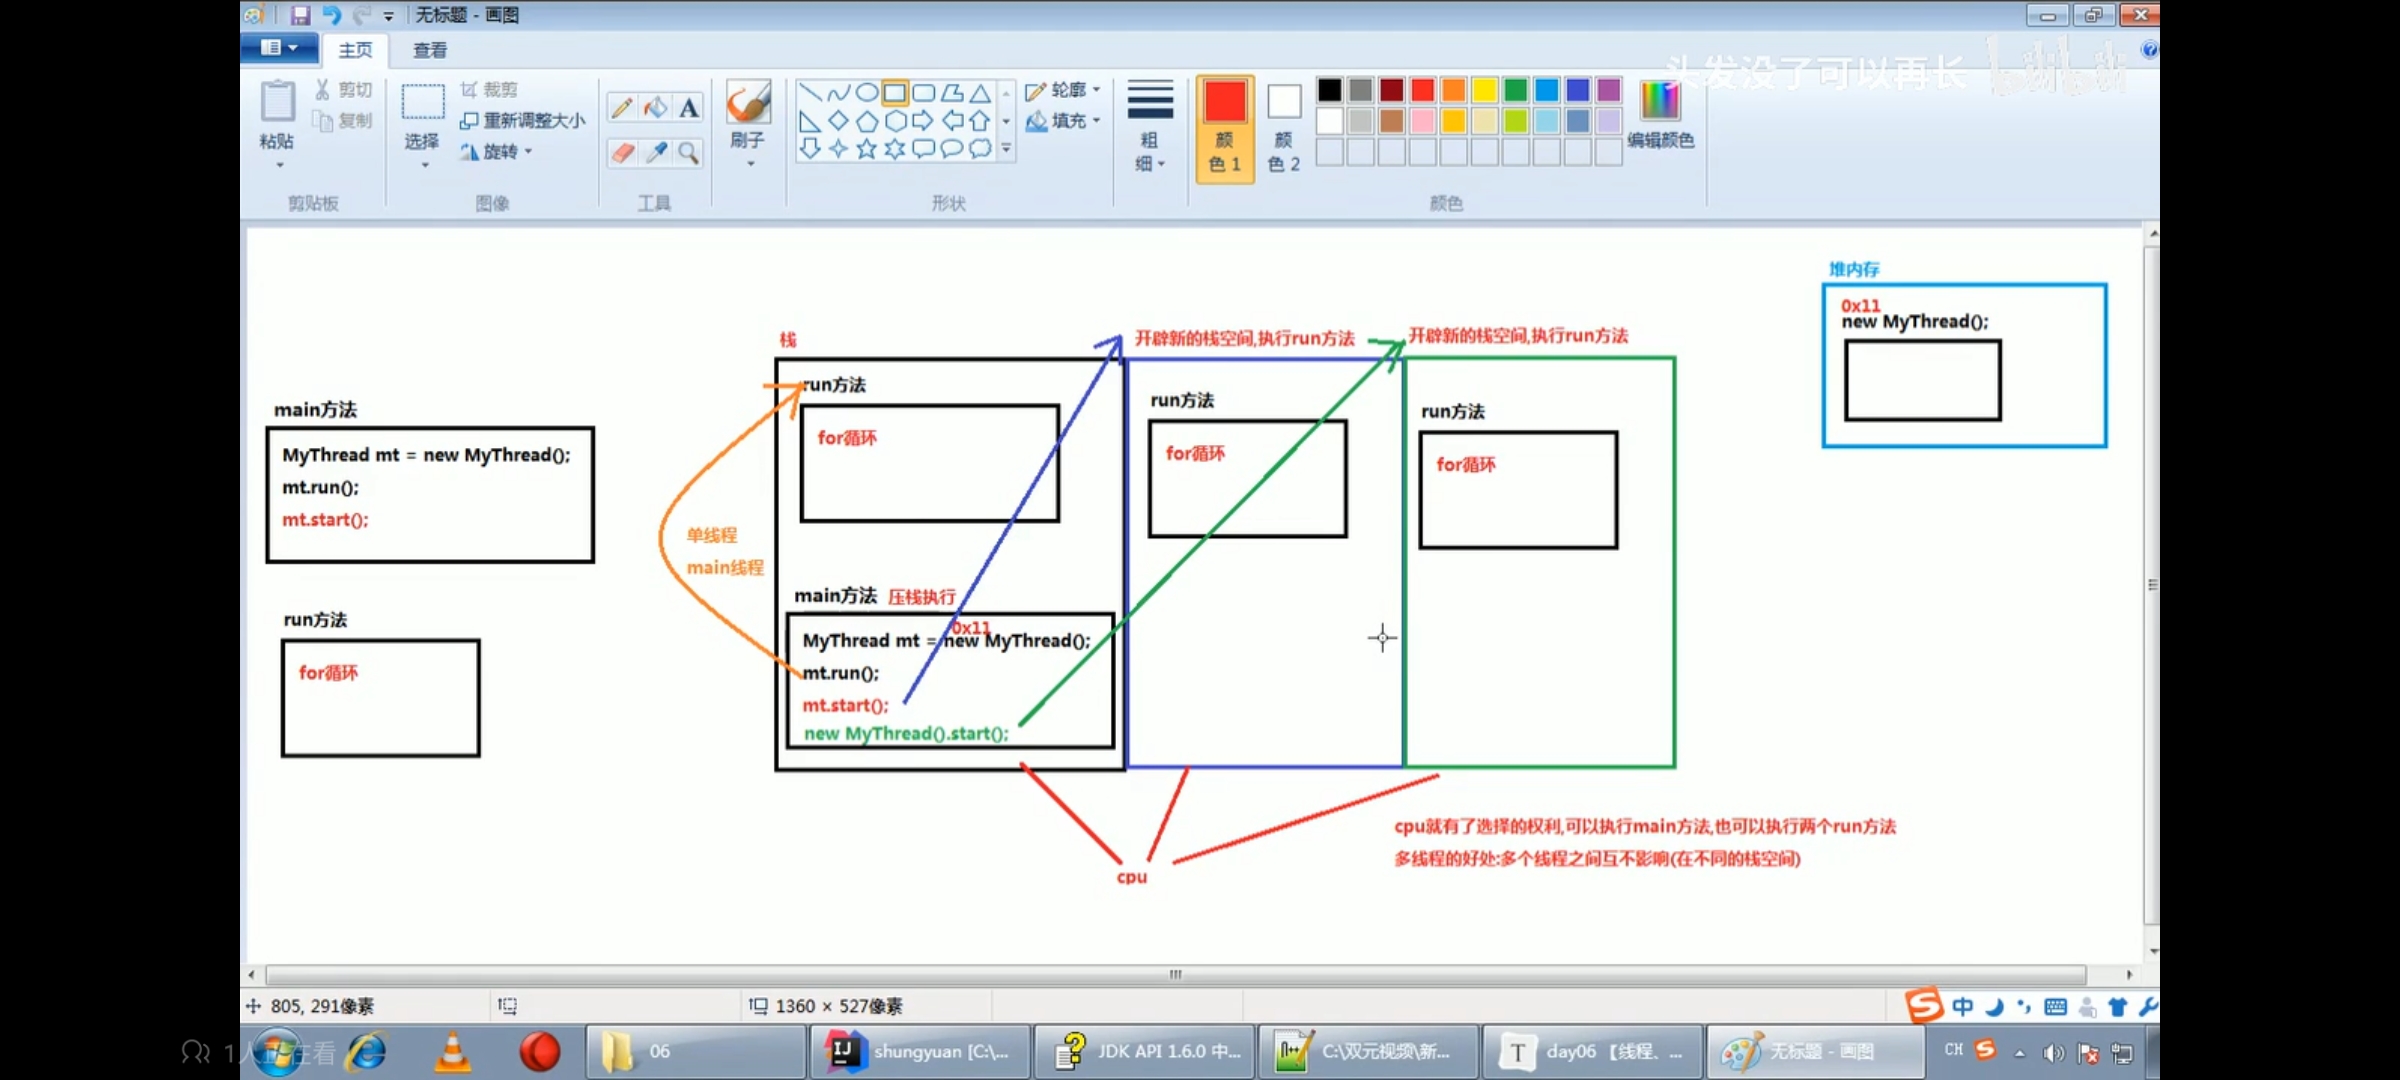 无标题 - 画图
主页
查看
头发没了可以再长
bilibili
粘贴
剪切
复制
剪贴板
选择
裁剪
重新调整大小
旋转
图像
A
工具
刷子
轮廓
填充
形状
粗
细
颜
色 1
颜
色 2
编辑颜色
颜色
main方法
MyThread mt = new MyThread();
mt.run();
mt.start();
run方法
for循环
单线程
main线程
栈
run方法
for循环
main方法 压栈执行
0x11
MyThread mt = new MyThread();
mt.run();
mt.start();
new MyThread().start();
开辟新的栈空间,执行run方法
run方法
for循环
开辟新的栈空间,执行run方法
run方法
for循环
堆内存
0x11
new MyThread();
cpu
cpu就有了选择的权利,可以执行main方法,也可以执行两个run方法
多线程的好处:多个线程之间互不影响(在不同的栈空间)
805, 291像素
1360 × 527像素
中
1人正在看
06
shungyuan [C:\...
JDK API 1.6.0 中...
C:\双元视频\新...
day06 【线程、...
无标题 - 画图
CH